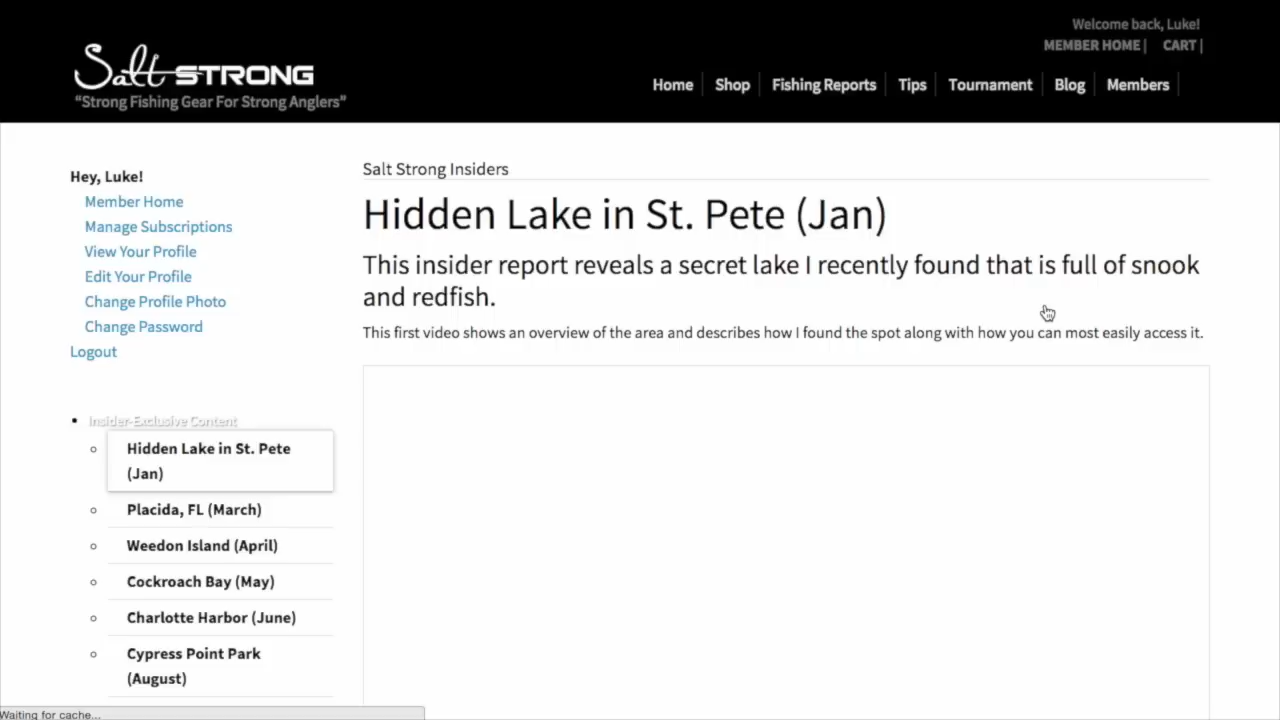 Welcome back, Luke!
MEMBER HOME | CART |
Salt STRONG
"Strong Fishing Gear For Strong Anglers"
Home Shop Fishing Reports Tips Tournament Blog Members
Hey, Luke!
Member Home
Manage Subscriptions
View Your Profile
Edit Your Profile
Change Profile Photo
Change Password
Logout
Insider-Exclusive Content
Hidden Lake in St. Pete
(Jan)
Placida, FL (March)
Weedon Island (April)
Cockroach Bay (May)
Charlotte Harbor (June)
Cypress Point Park
(August)
Salt Strong Insiders
Hidden Lake in St. Pete (Jan)
This insider report reveals a secret lake I recently found that is full of snook
and redfish.
This first video shows an overview of the area and describes how I found the spot along with how you can most easily access it.
Waiting for cache...